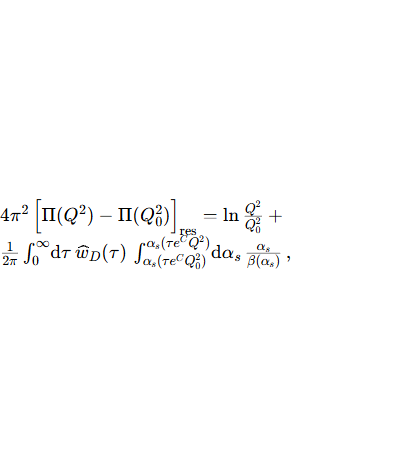 4π² [Π(Q²) − Π(Q₀²)]_res = ln Q²/Q₀² +
1/2π ∫₀^∞ dτ ŵ_D(τ) ∫_{α_s(τe^C Q₀²)}^{α_s(τe^C Q²)} dα_s α_s/β(α_s) ,